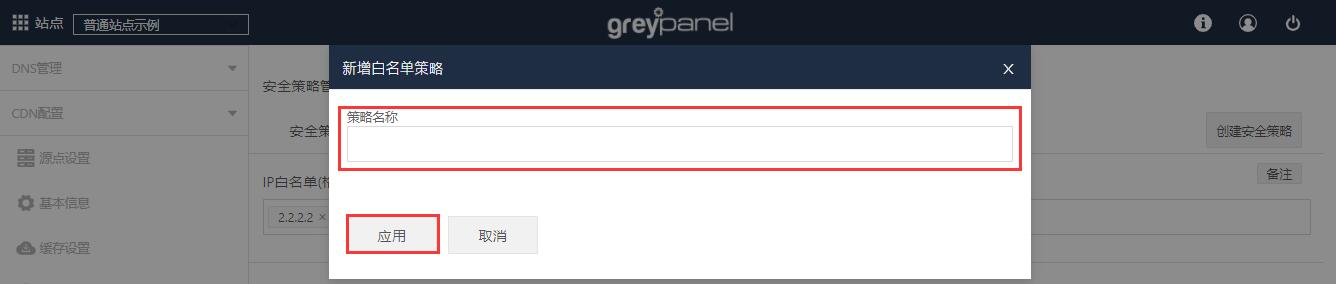 站点 普通站点示例 greypanel
新增白名单策略 X
DNS管理
安全策略管
策略名称
CDN配置
安全策
创建安全策略
源点设置
备注
IP白名单(格
基本信息
2.2.2.2 ×
应用 取消
缓存设置